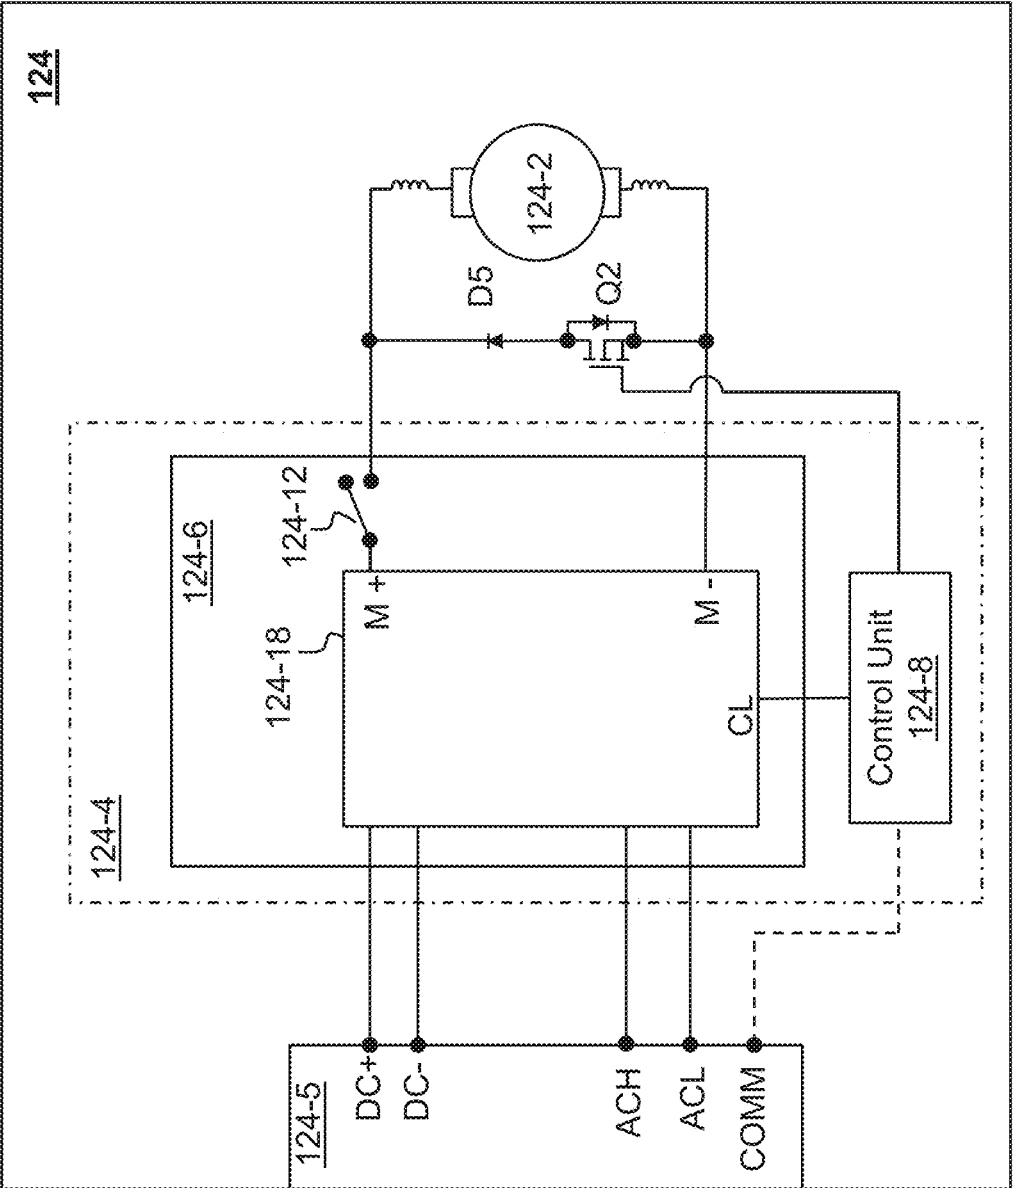 124
124-2
D5
Q2
124-12
124-6
124-18
M +
M -
CL
Control Unit
124-8
124-4
124-5
DC+
DC-
ACH
ACL
COMM